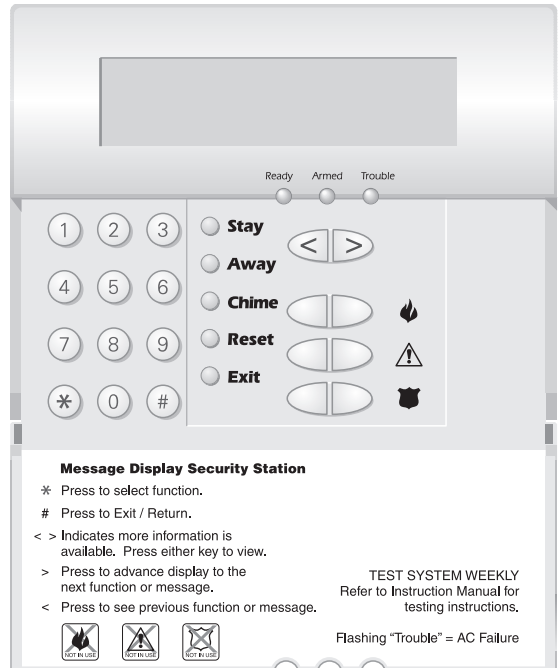 Ready Armed Trouble
1 2 3
Stay
< >
Away
4 5 6
Chime
7 8 9
Reset
Exit
* 0 #
Message Display Security Station
* Press to select function.
# Press to Exit / Return.
< > Indicates more information is
available. Press either key to view.
> Press to advance display to the
next function or message.
< Press to see previous function or message.
NOT IN USE NOT IN USE NOT IN USE
TEST SYSTEM WEEKLY
Refer to Instruction Manual for
testing instructions.
Flashing "Trouble" = AC Failure